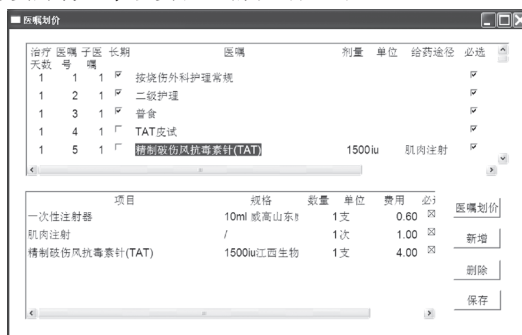 医嘱划价
治疗 医嘱 子医 长期 医嘱 剂量 单位 给药途径 必选
天数 号 嘱
1 1 1 按烧伤外科护理常规
1 2 1 二级护理
1 3 1 普食
1 4 1 TAT皮试
1 5 1 精制破伤风抗毒素针(TAT) 1500 iu 肌肉注射
项目 规格 数量 单位 费用
一次性注射器 10ml 威高山东 1 支 0.60
肌肉注射 / 1 次 1.00
精制破伤风抗毒素针(TAT) 1500iu江西生物 1 支 4.00
医嘱划价
新增
删除
保存